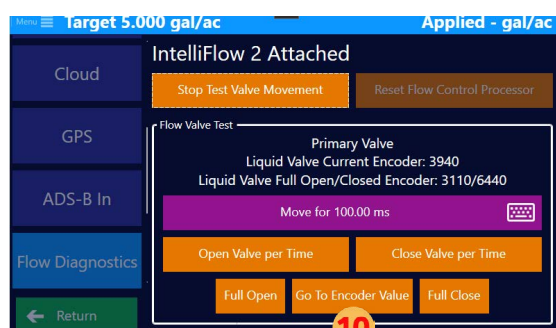 Menu Target 5.000 gal/ac Applied - gal/ac
Cloud
GPS
ADS-B In
Flow Diagnostics
Return
IntelliFlow 2 Attached
Stop Test Valve Movement Reset Flow Control Processor
Flow Valve Test
Primary Valve
Liquid Valve Current Encoder: 3940
Liquid Valve Full Open/Closed Encoder: 3110/6440
Move for 100.00 ms
Open Valve per Time Close Valve per Time
Full Open Go To Encoder Value Full Close
10